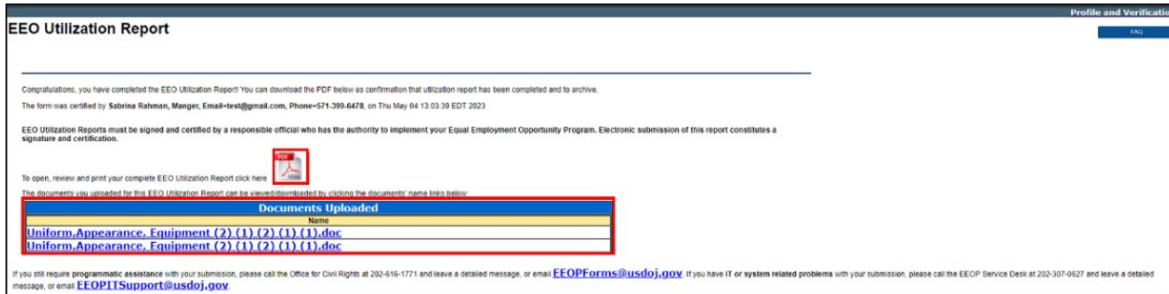 Profile and Verificatio
EEO Utilization Report
FAQ
Congratulations, you have completed the EEO Utilization Report! You can download the PDF below as confirmation that utilization report has been completed and to archive.
The form was certified by Sabrina Rahman, Manger, Email=test@gmail.com, Phone=571-399-6478, on Thu May 04 13:03:39 EDT 2023
EEO Utilization Reports must be signed and certified by a responsible official who has the authority to implement your Equal Employment Opportunity Program. Electronic submission of this report constitutes a
signature and certification.
PDF
To open, review and print your complete EEO Utilization Report click here
The documents you uploaded for this EEO Utilization Report can be viewed/downloaded by clicking the documents' name links below:
Documents Uploaded
Name
Uniform,Appearance, Equipment (2) (1) (2) (1) (1).doc
Uniform,Appearance, Equipment (2) (1) (2) (1) (1).doc
If you still require programmatic assistance with your submission, please call the Office for Civil Rights at 202-616-1771 and leave a detailed message, or email EEOPForms@usdoj.gov. If you have IT or system related problems with your submission, please call the EEOP Service Desk at 202-307-0627 and leave a detailed
message, or email EEOPITSupport@usdoj.gov.